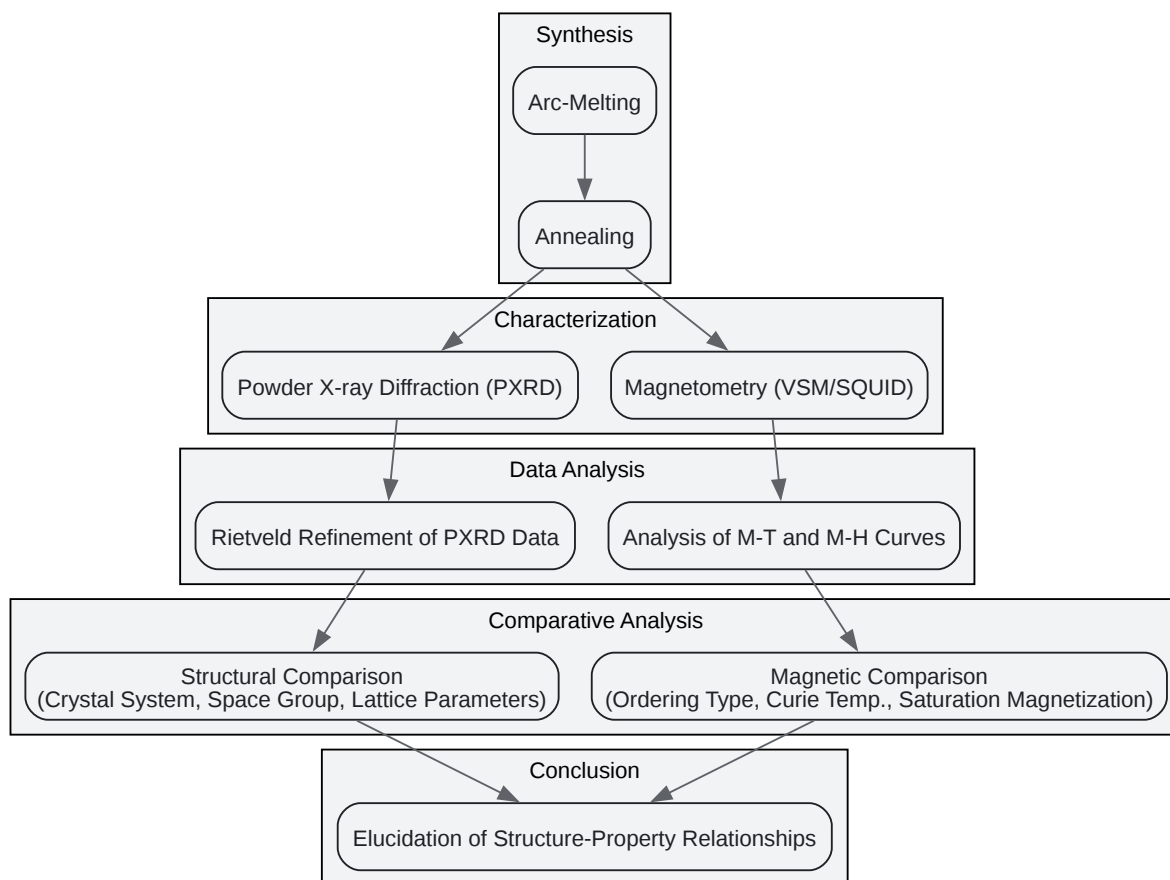 Synthesis
Arc-Melting
Annealing
Characterization
Powder X-ray Diffraction (PXRD)
Magnetometry (VSM/SQUID)
Data Analysis
Rietveld Refinement of PXRD Data
Analysis of M-T and M-H Curves
Comparative Analysis
Structural Comparison
(Crystal System, Space Group, Lattice Parameters)
Magnetic Comparison
(Ordering Type, Curie Temp., Saturation Magnetization)
Conclusion
Elucidation of Structure-Property Relationships